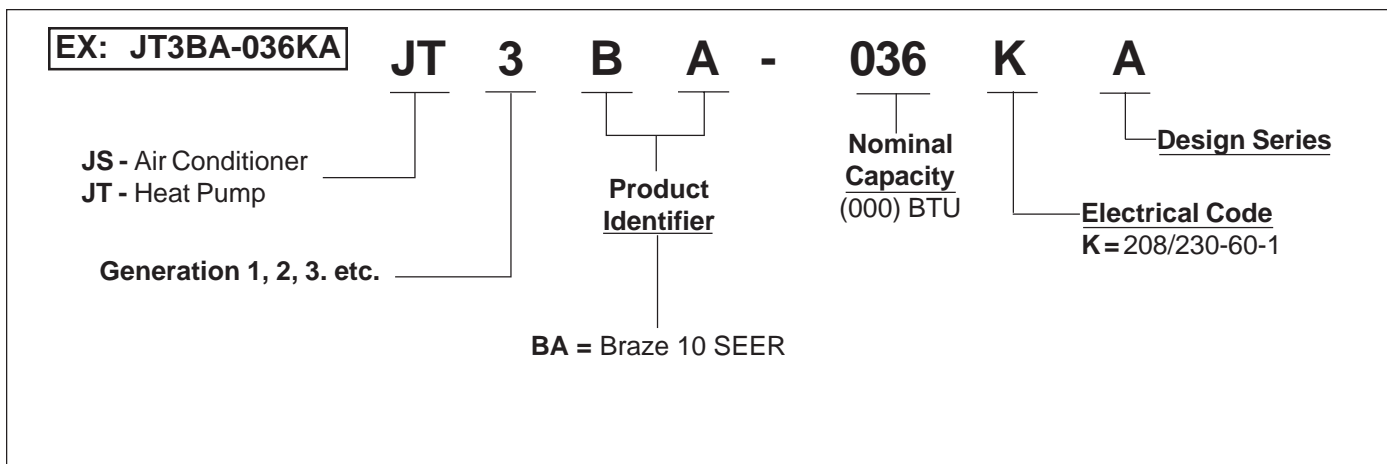 EX: JT3BA-036KA
JT 3 B A - 036 K A
JS - Air Conditioner
JT - Heat Pump
Generation 1, 2, 3. etc.
Product
Identifier
BA = Braze 10 SEER
Nominal
Capacity
(000) BTU
Design Series
Electrical Code
K = 208/230-60-1